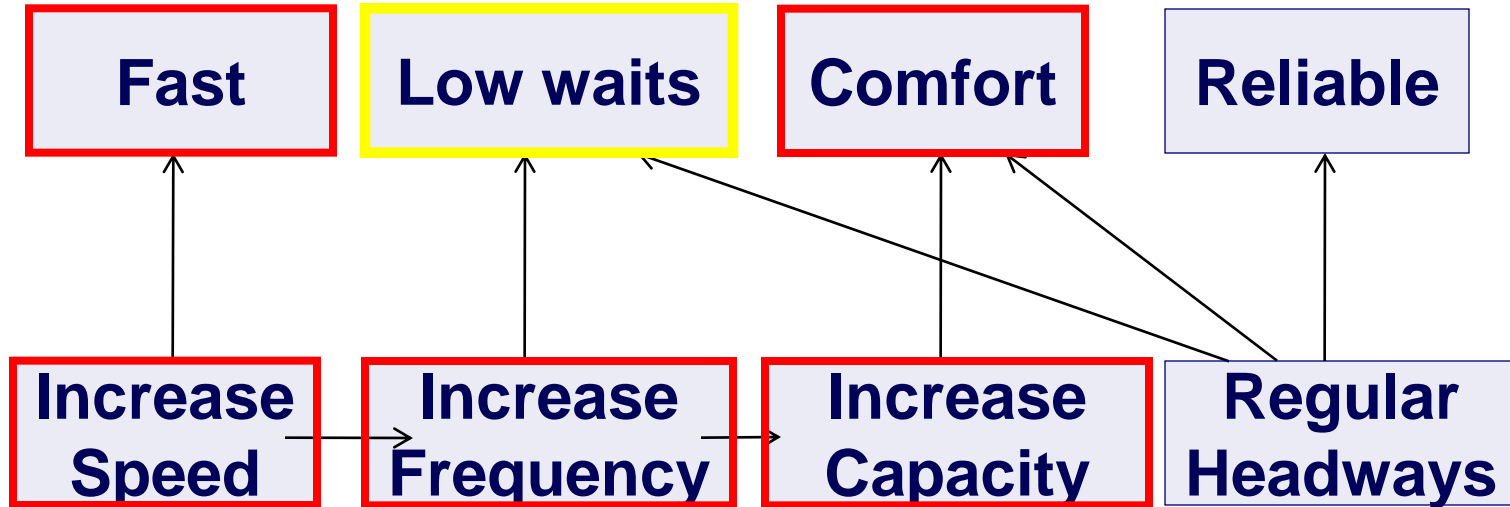 Fast
Low waits
Comfort
Reliable
Increase
Speed
Increase
Frequency
Increase
Capacity
Regular
Headways